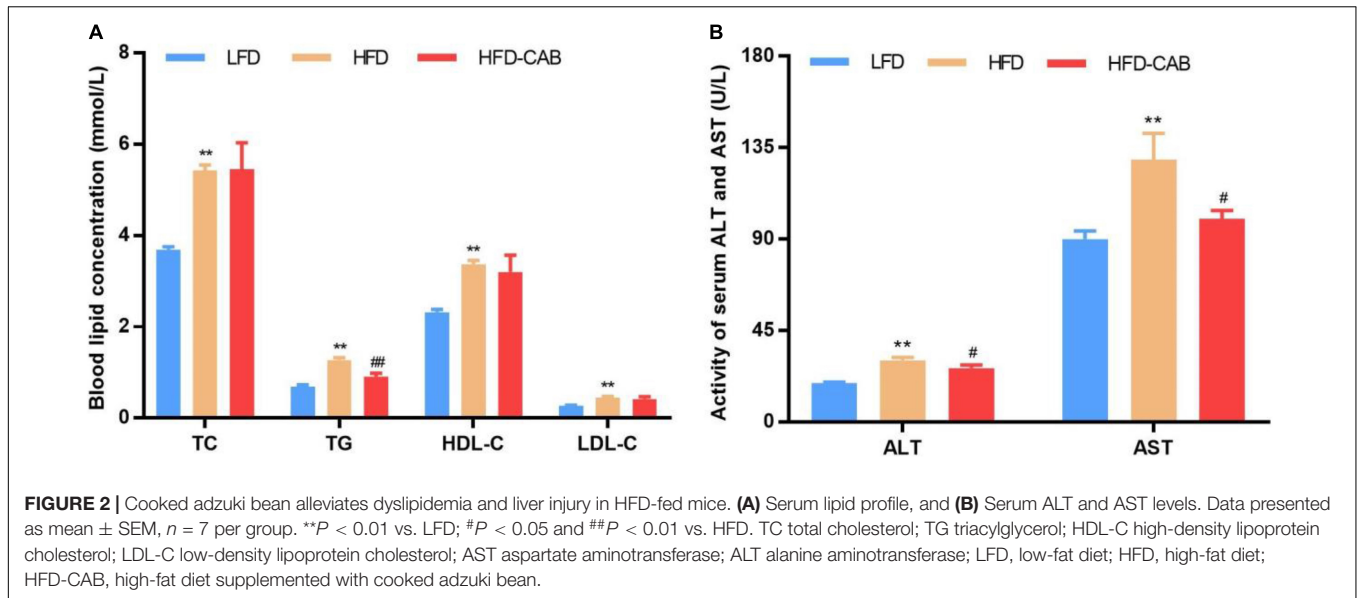 A
8
6
4
2
0
Blood lipid concentration (mmol/L)
LFD HFD HFD-CAB
** ** ## ** **
TC TG HDL-C LDL-C
B
180
135
90
45
0
Activity of serum ALT and AST (U/L)
LFD HFD HFD-CAB
** # ** #
ALT AST
FIGURE 2 | Cooked adzuki bean alleviates dyslipidemia and liver injury in HFD-fed mice. (A) Serum lipid profile, and (B) Serum ALT and AST levels. Data presented
as mean ± SEM, n = 7 per group. **P < 0.01 vs. LFD; #P < 0.05 and ##P < 0.01 vs. HFD. TC total cholesterol; TG triacylglycerol; HDL-C high-density lipoprotein
cholesterol; LDL-C low-density lipoprotein cholesterol; AST aspartate aminotransferase; ALT alanine aminotransferase; LFD, low-fat diet; HFD, high-fat diet;
HFD-CAB, high-fat diet supplemented with cooked adzuki bean.